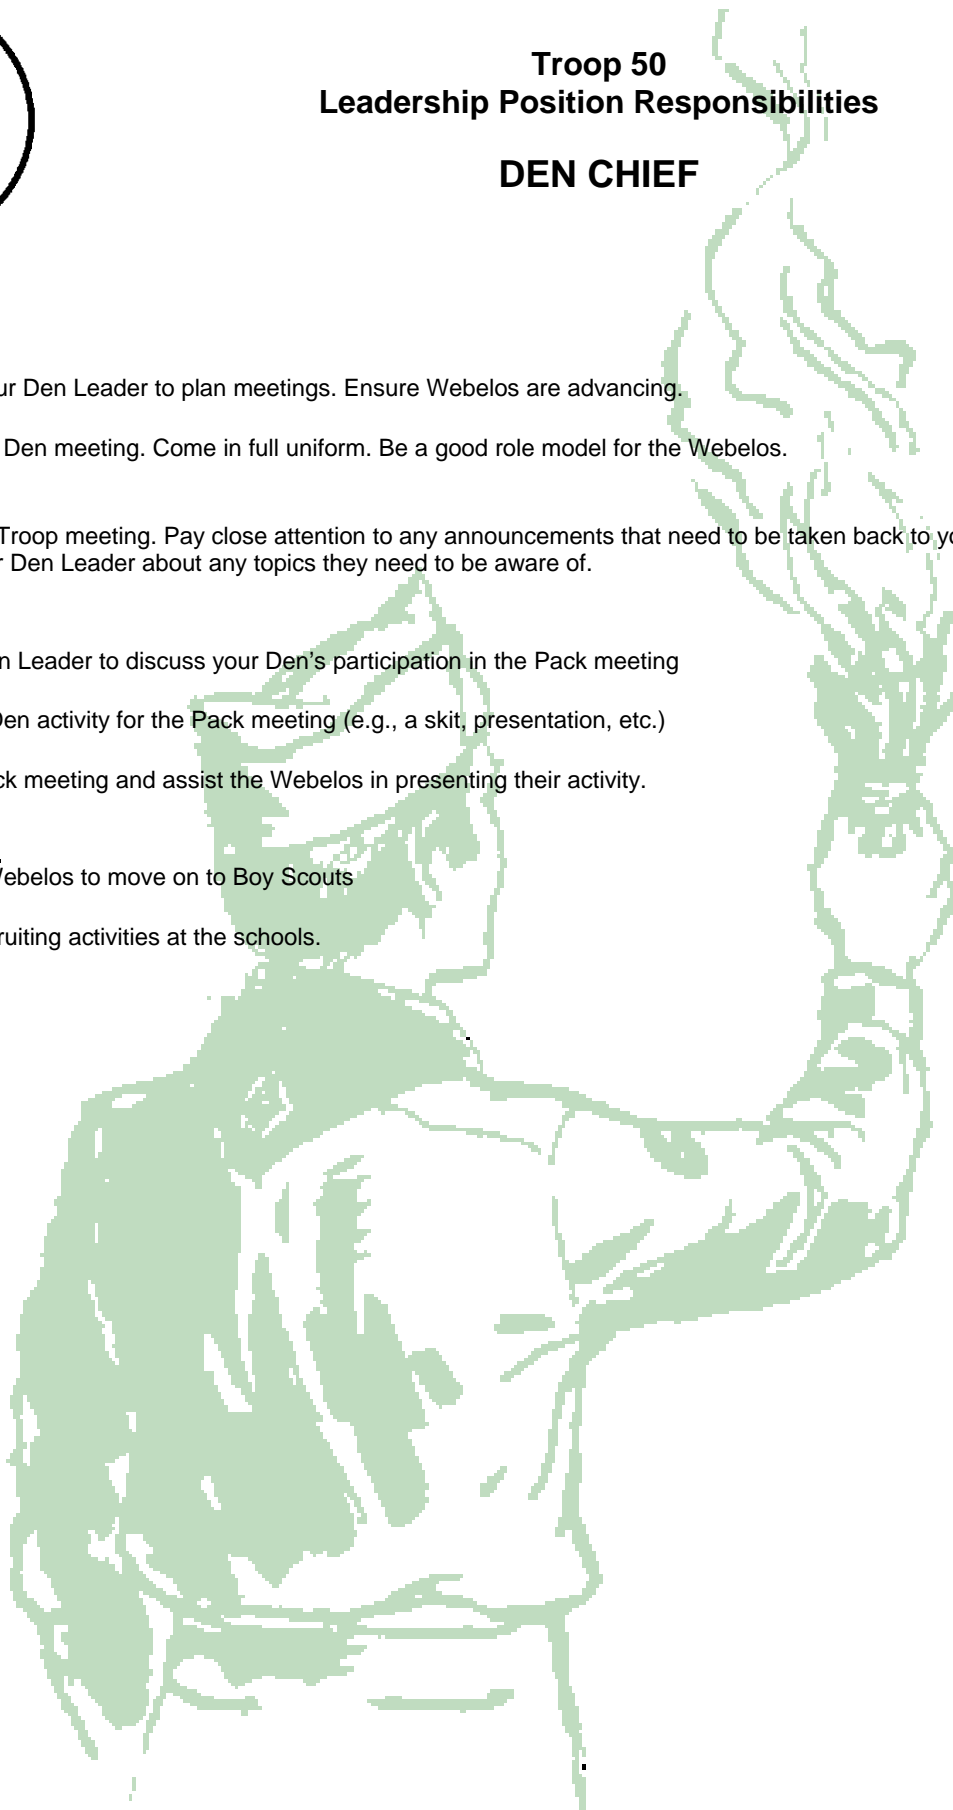 Troop 50
Leadership Position Responsibilities
DEN CHIEF
Den Leader to plan meetings. Ensure Webelos are advancing.
Den meeting. Come in full uniform. Be a good role model for the Webelos.
Troop meeting. Pay close attention to any announcements that need to be taken back to
Den Leader about any topics they need to be aware of.
Leader to discuss your Den's participation in the Pack meeting
Den activity for the Pack meeting (e.g., a skit, presentation, etc.)
meeting and assist the Webelos in presenting their activity.
Webelos to move on to Boy Scouts
activities at the schools.